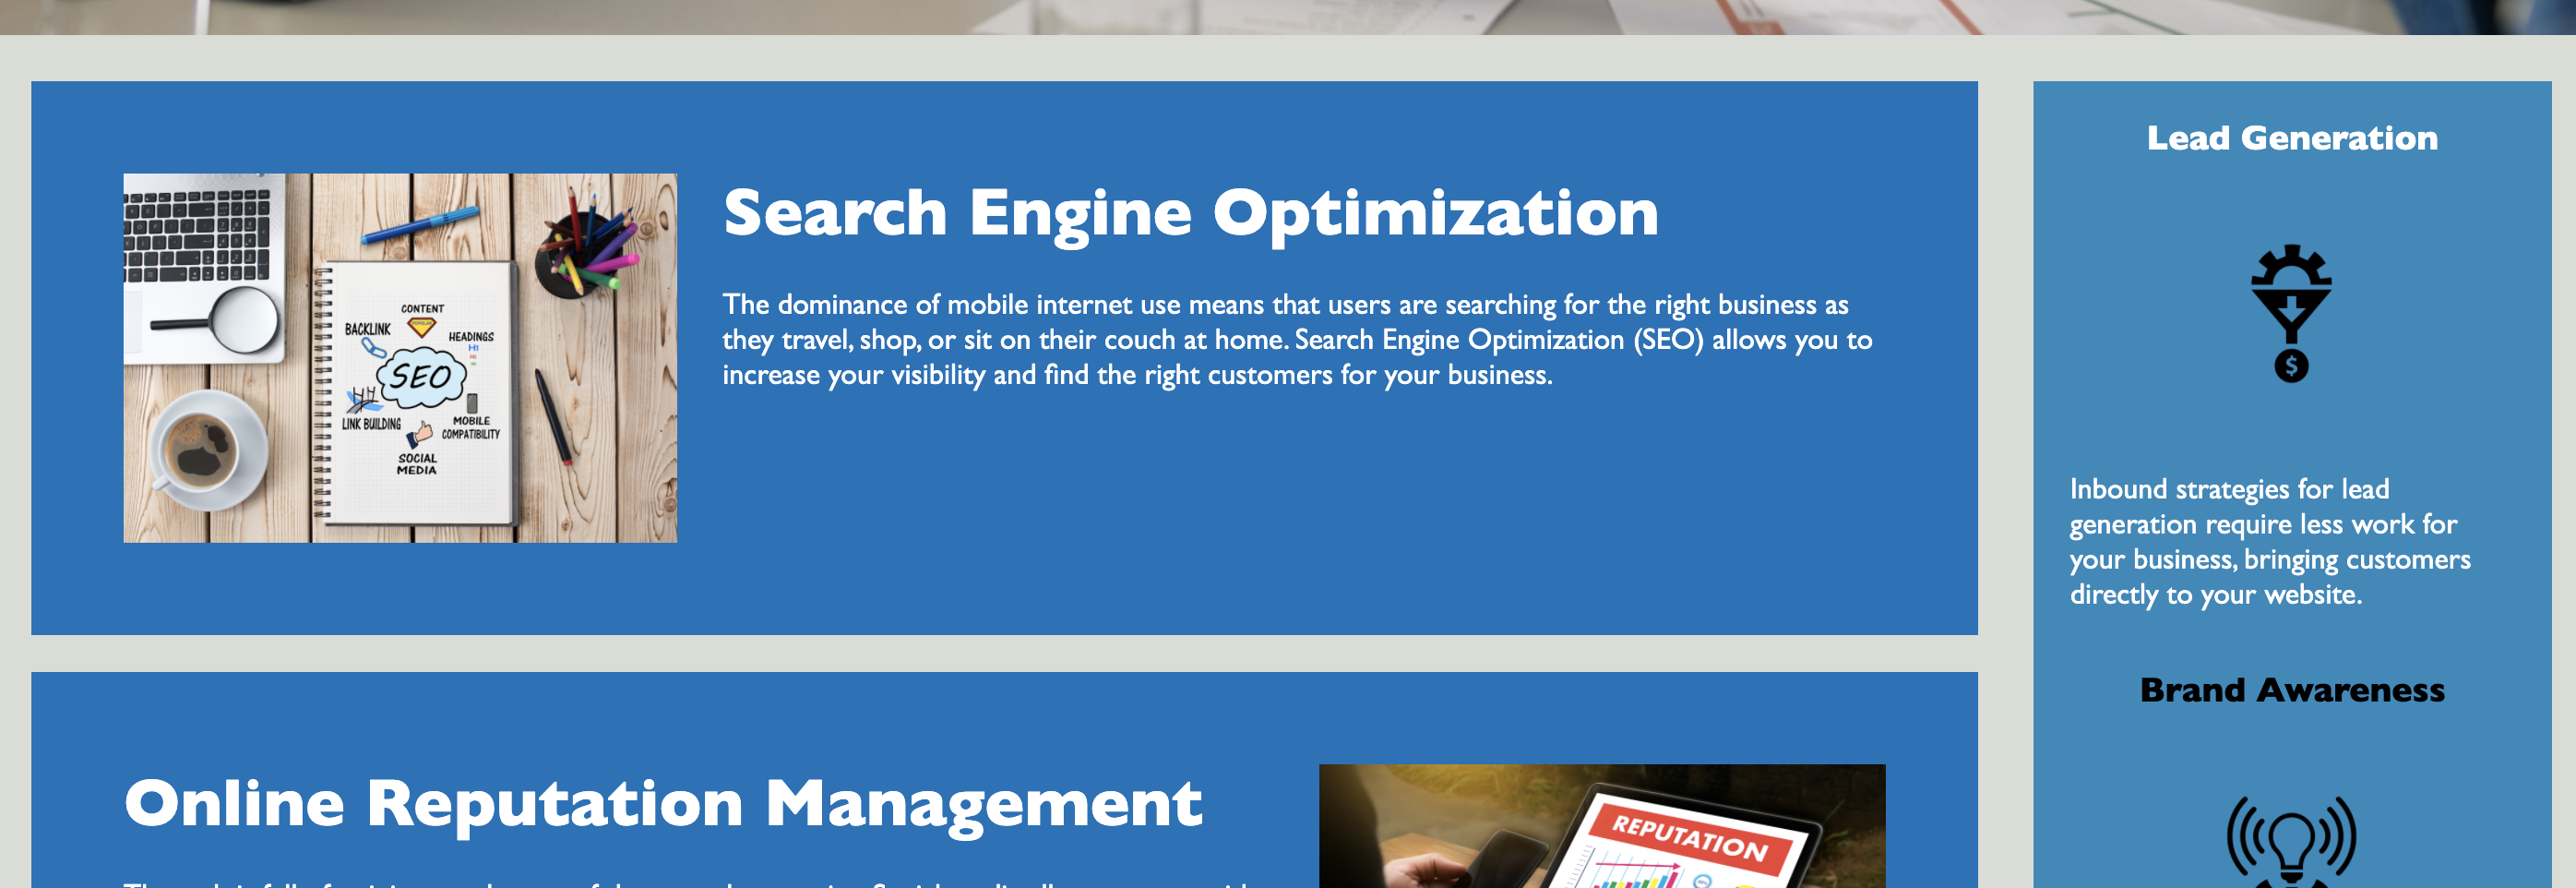 Search Engine Optimization
The dominance of mobile internet use means that users are searching for the right business as
they travel, shop, or sit on their couch at home. Search Engine Optimization (SEO) allows you to
increase your visibility and find the right customers for your business.
CONTENT
BACKLINK
HEADINGS
H1
SEO
LINK BUILDING
MOBILE
COMPATIBILITY
SOCIAL
MEDIA
Online Reputation Management
REPUTATION
Lead Generation
$
Inbound strategies for lead
generation require less work for
your business, bringing customers
directly to your website.
Brand Awareness